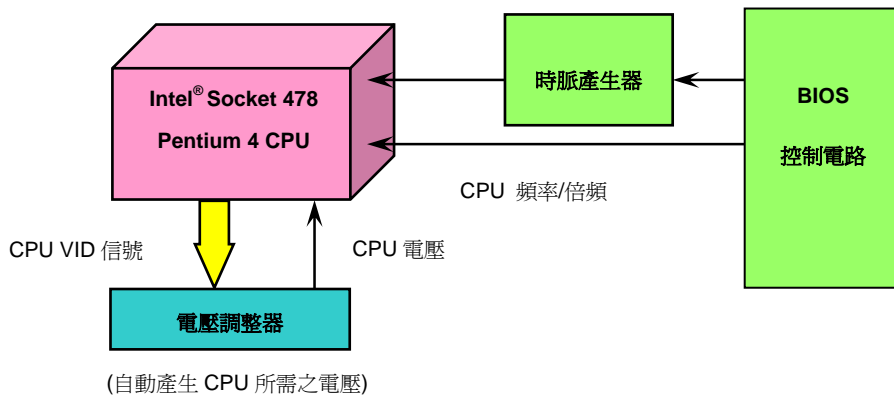 Intel® Socket 478
Pentium 4 CPU
時脈產生器
BIOS
控制電路
CPU 頻率/倍頻
CPU VID 信號
CPU 電壓
電壓調整器
(自動產生 CPU 所需之電壓)